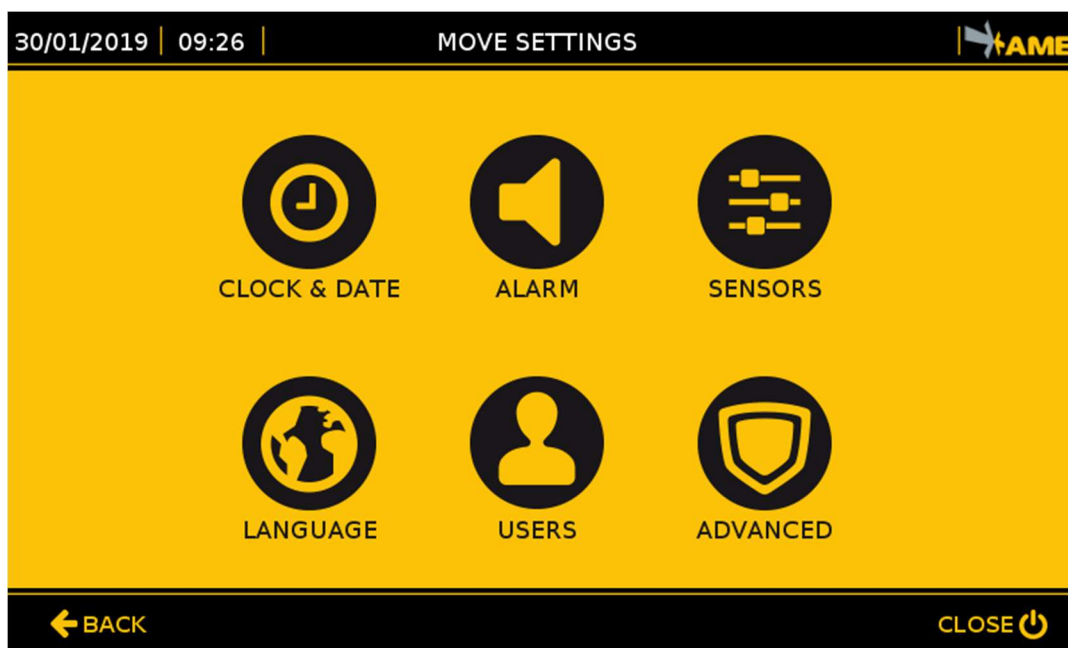 30/01/2019 09:26 MOVE SETTINGS AME
CLOCK & DATE ALARM SENSORS
LANGUAGE USERS ADVANCED
BACK CLOSE